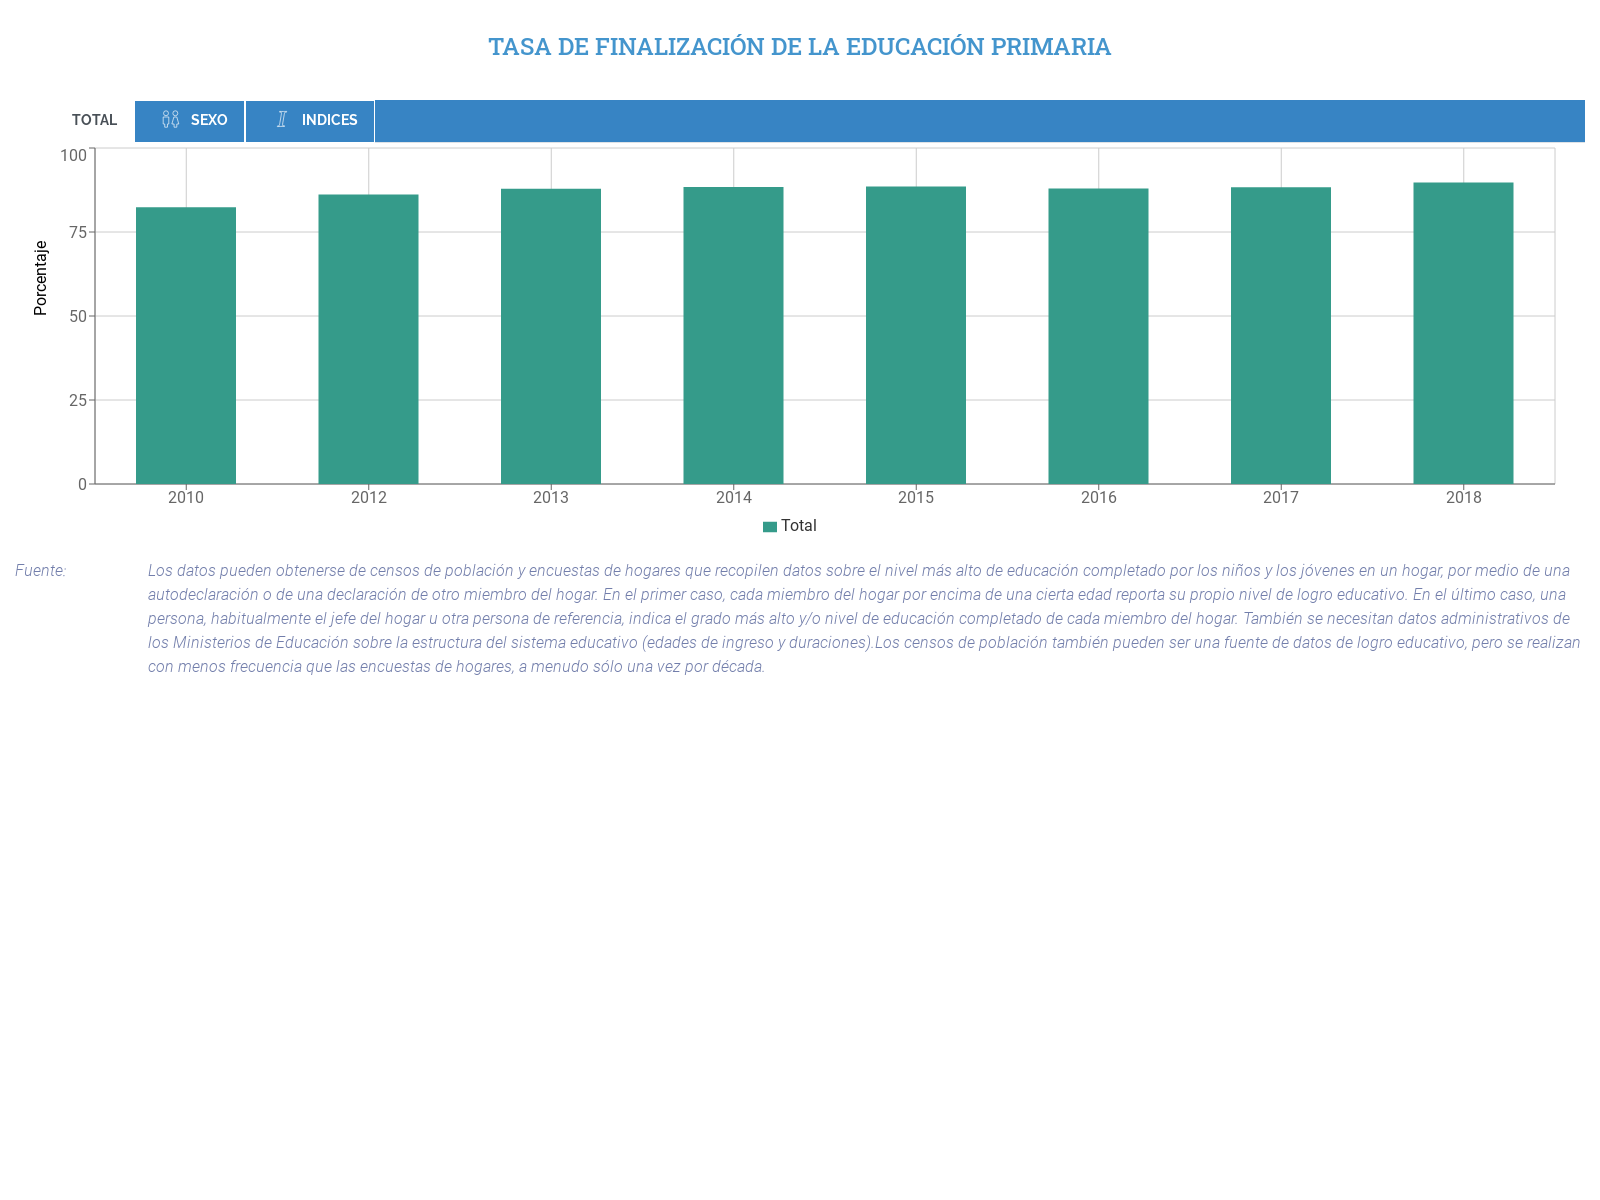 TASA DE FINALIZACIÓN DE LA EDUCACIÓN PRIMARIA
TOTAL SEXO INDICES
100
75
50
25
0
Porcentaje
2010 2012 2013 2014 2015 2016 2017 2018
Total
Fuente: Los datos pueden obtenerse de censos de población y encuestas de hogares que recopilen datos sobre el nivel más alto de educación completado por los niños y los jóvenes en un hogar, por medio de una
autodeclaración o de una declaración de otro miembro del hogar. En el primer caso, cada miembro del hogar por encima de una cierta edad reporta su propio nivel de logro educativo. En el último caso, una
persona, habitualmente el jefe del hogar u otra persona de referencia, indica el grado más alto y/o nivel de educación completado de cada miembro del hogar. También se necesitan datos administrativos de
los Ministerios de Educación sobre la estructura del sistema educativo (edades de ingreso y duraciones).Los censos de población también pueden ser una fuente de datos de logro educativo, pero se realizan
con menos frecuencia que las encuestas de hogares, a menudo sólo una vez por década.